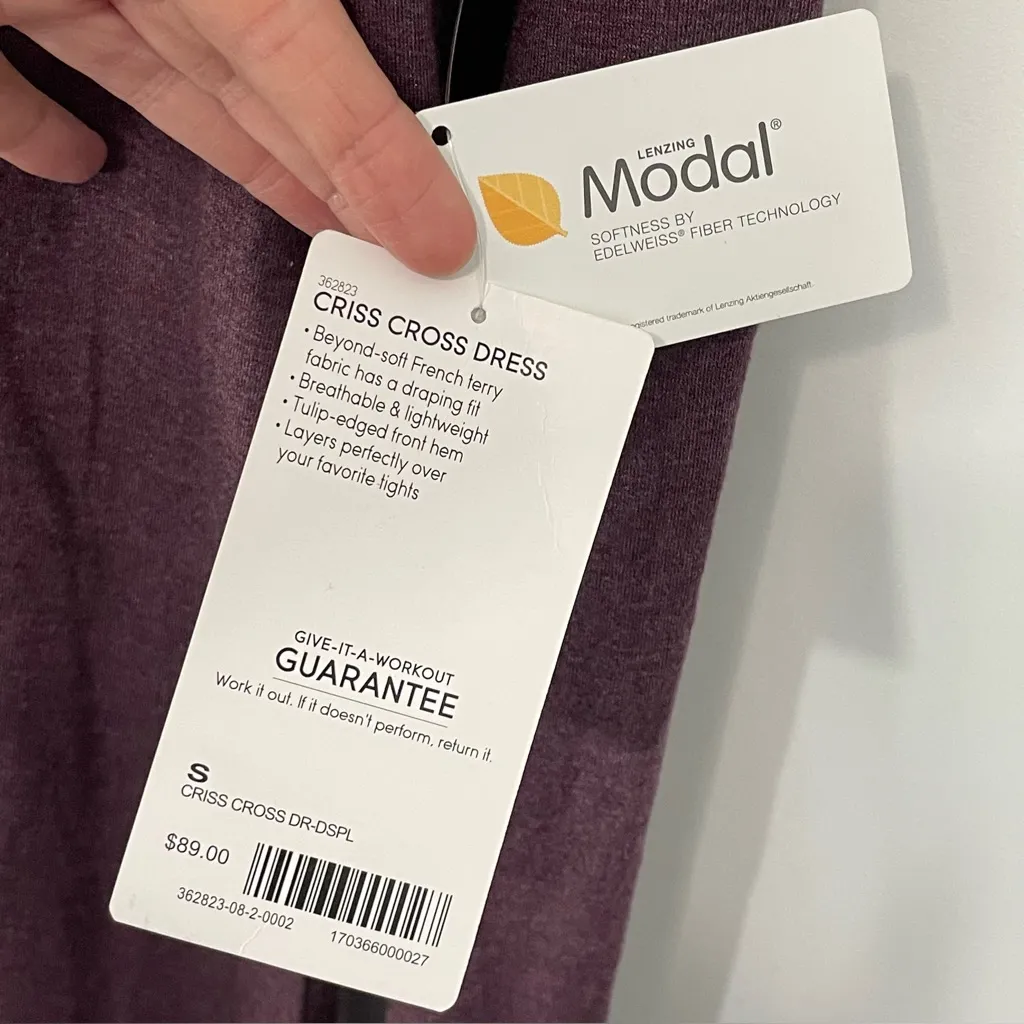 LENZING
Modal®
SOFTNESS BY
EDELWEISS® FIBER TECHNOLOGY
registered trademark of Lenzing Aktiengesellschaft.
362823
CRISS CROSS DRESS
• Beyond-soft French terry
fabric has a draping fit
• Breathable & lightweight
• Tulip-edged front hem
• Layers perfectly over
your favorite tights
GIVE-IT-A-WORKOUT
GUARANTEE
Work it out. If it doesn't perform, return it.
S
CRISS CROSS DR-DSPL
$89.00
362823-08-2-0002
170366000027